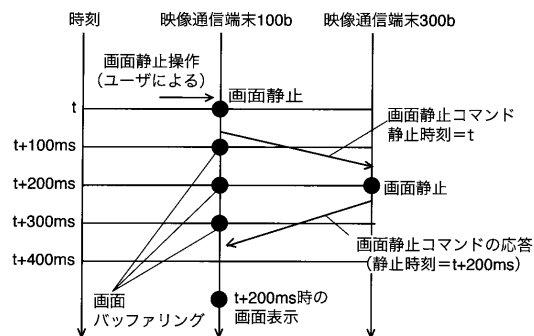 時刻
映像通信端末100b
映像通信端末300b
画面静止操作
（ユーザによる）
画面静止
t
画面静止コマンド
静止時刻＝t
t+100ms
t+200ms
画面静止
t+300ms
画面静止コマンドの応答
（静止時刻＝t+200ms）
t+400ms
画面
バッファリング
t+200ms時の
画面表示